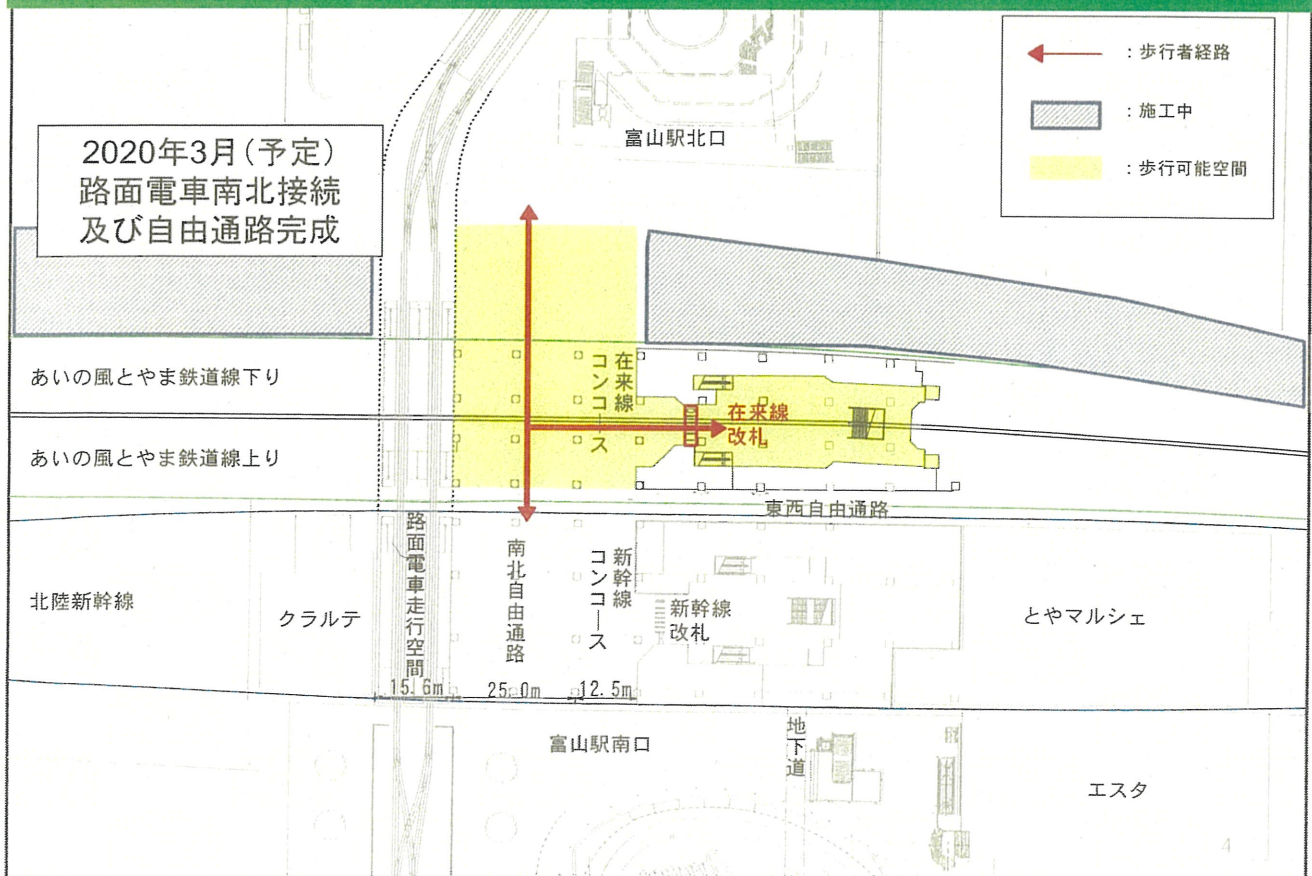 ：歩行者経路
：施工中
：歩行可能空間
2020年3月（予定）
路面電車南北接続
及び自由通路完成
富山駅北口
あいの風とやま鉄道線下り
在来線
コンコース
在来線
改札
あいの風とやま鉄道線上り
東西自由通路
北陸新幹線
クラルテ
路面電車走行空間
南北自由通路
新幹線
コンコース
新幹線
改札
とやマルシェ
15.6m
25.0m
12.5m
富山駅南口
地下道
エスタ
4